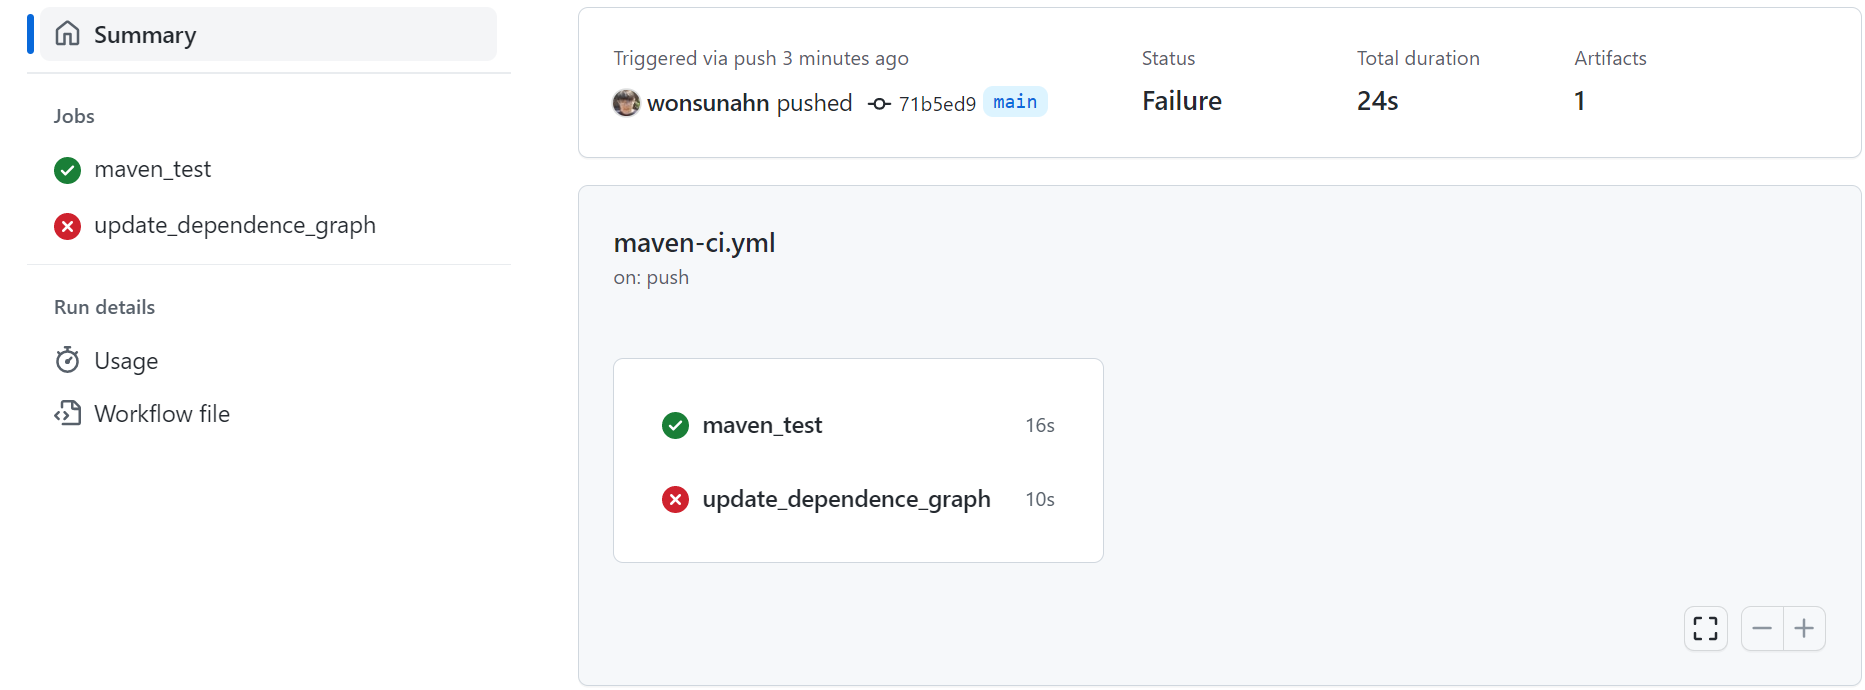 Summary
Jobs
maven_test
update_dependence_graph
Run details
Usage
Workflow file
Triggered via push 3 minutes ago
wonsunahn pushed 71b5ed9 main
Status
Failure
Total duration
24s
Artifacts
1
maven-ci.yml
on: push
maven_test 16s
update_dependence_graph 10s